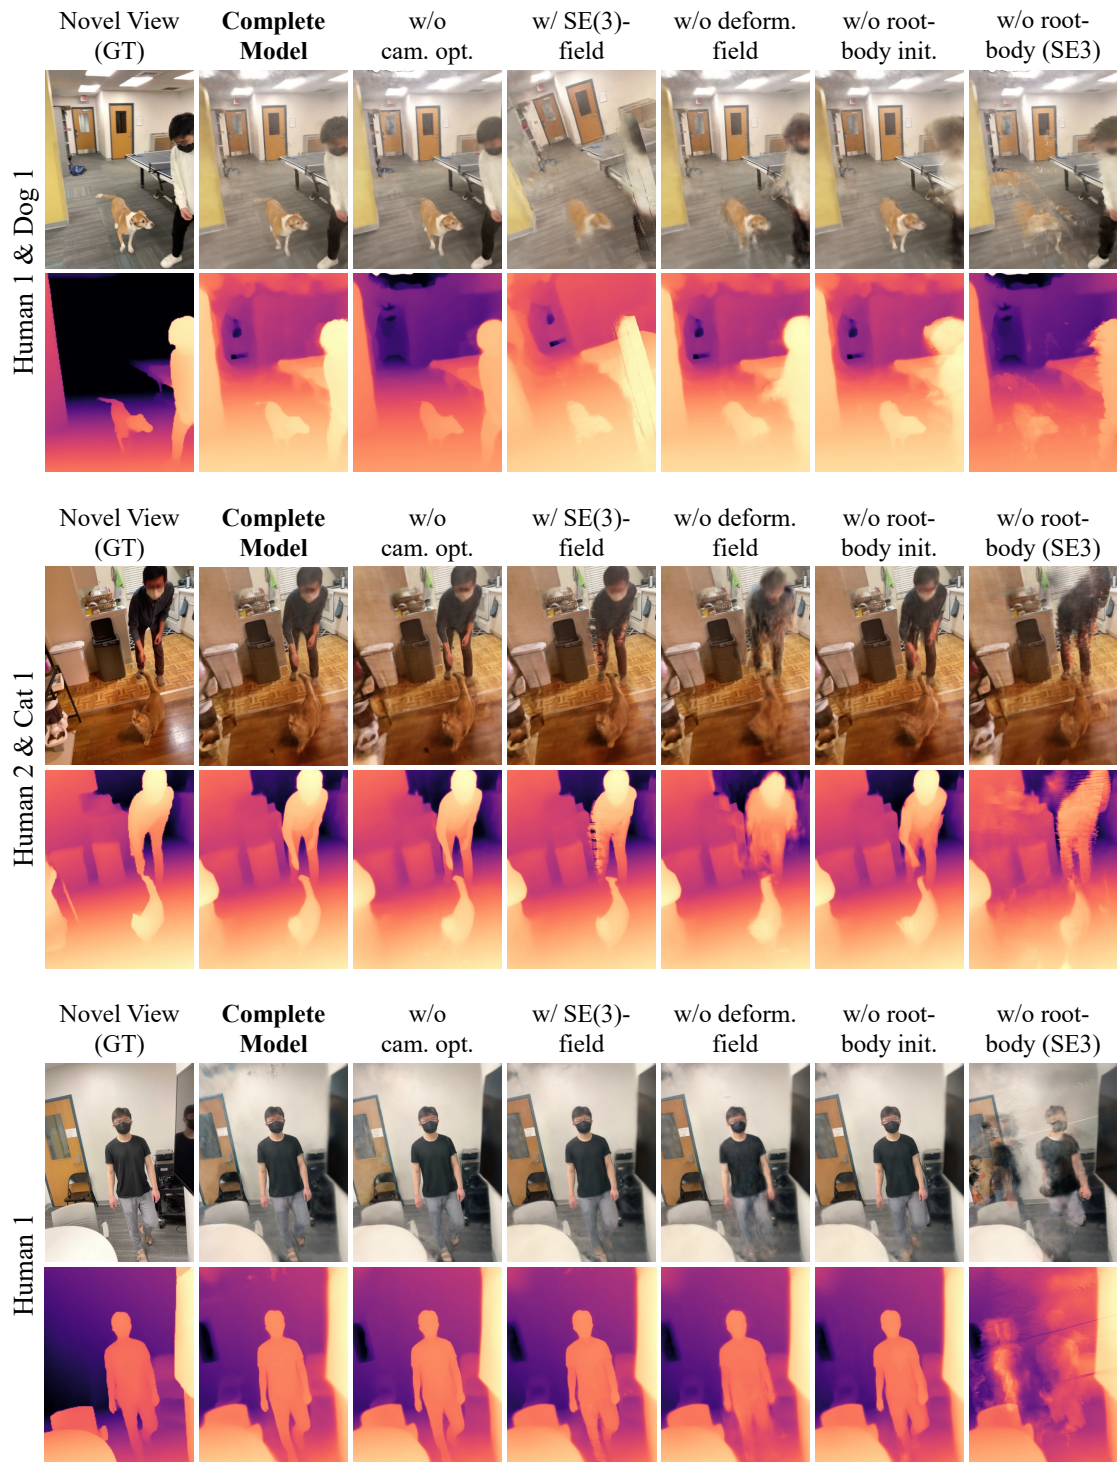 Novel View
(GT)
Complete
Model
w/o
cam. opt.
w/ SE(3)-
field
w/o deform.
field
w/o root-
body init.
w/o root-
body (SE3)
Human 1 & Dog 1
Novel View
(GT)
Complete
Model
w/o
cam. opt.
w/ SE(3)-
field
w/o deform.
field
w/o root-
body init.
w/o root-
body (SE3)
Human 2 & Cat 1
Novel View
(GT)
Complete
Model
w/o
cam. opt.
w/ SE(3)-
field
w/o deform.
field
w/o root-
body init.
w/o root-
body (SE3)
Human 1